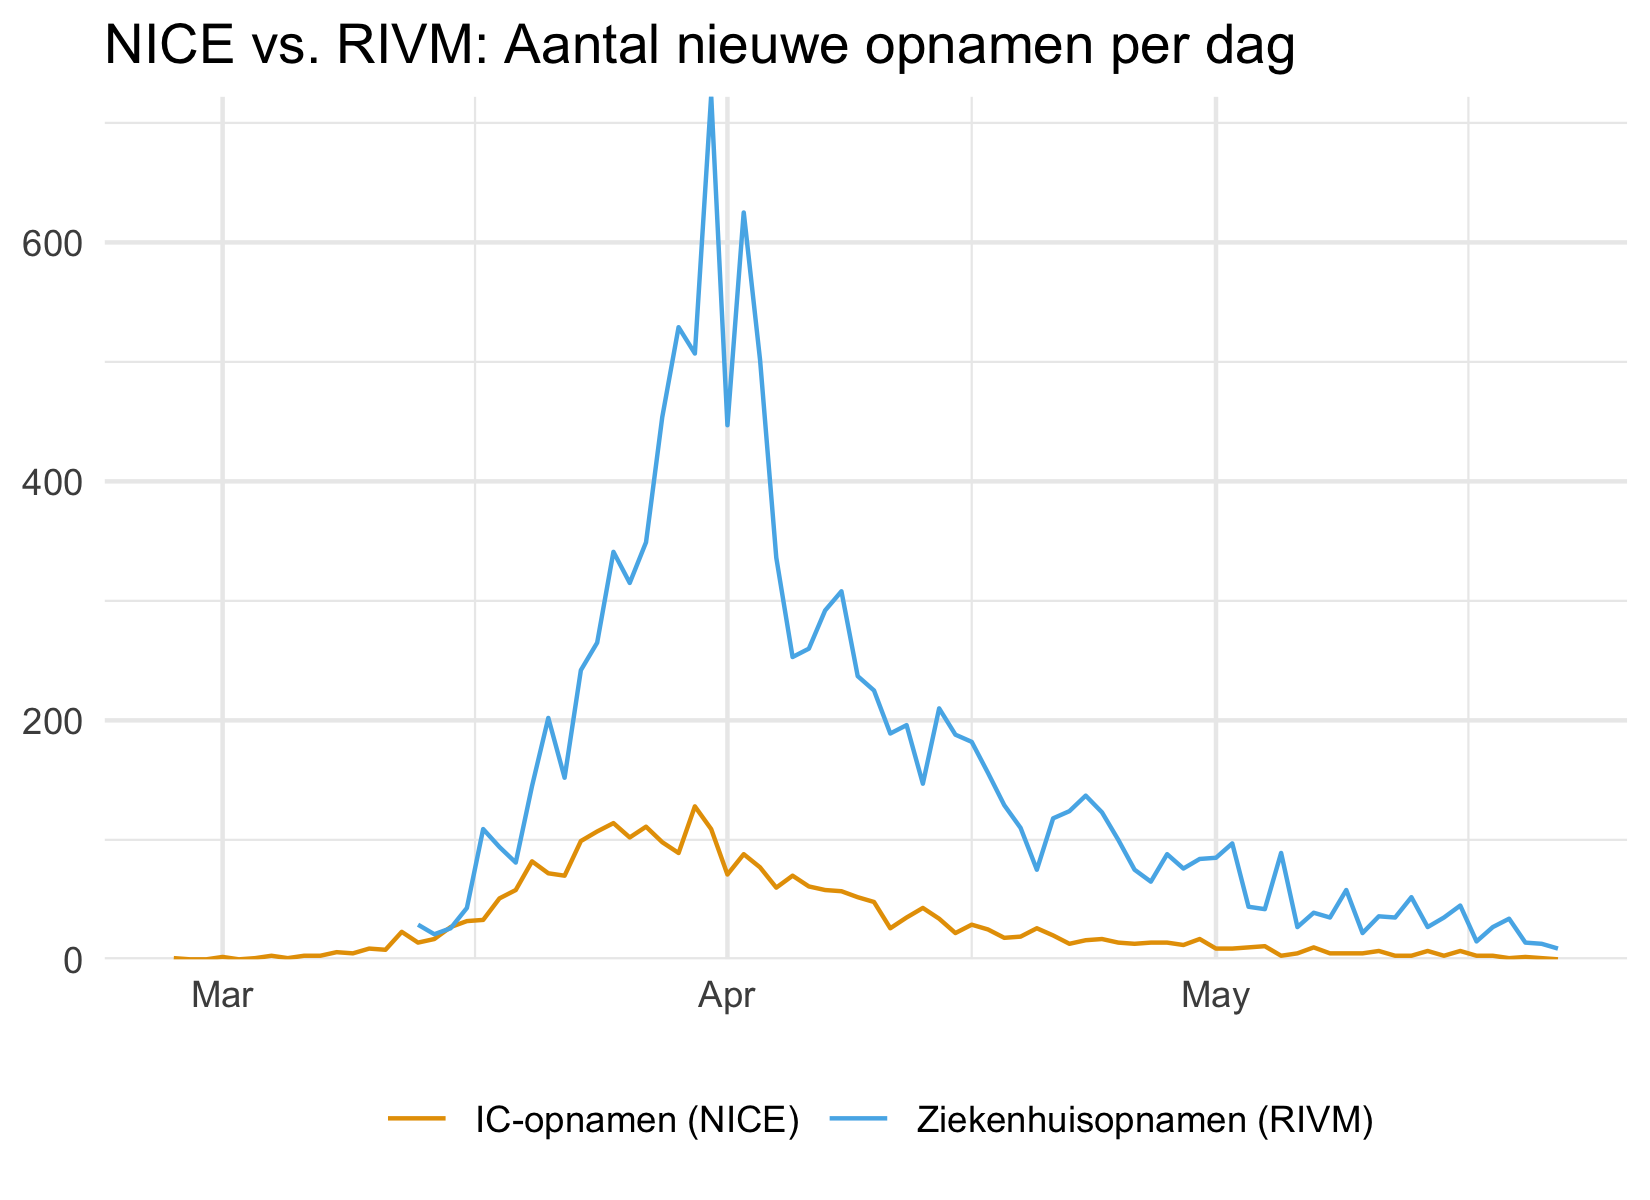 NICE vs. RIVM: Aantal nieuwe opnamen per dag
600
400
200
0
Mar Apr May
IC-opnamen (NICE) Ziekenhuisopnamen (RIVM)